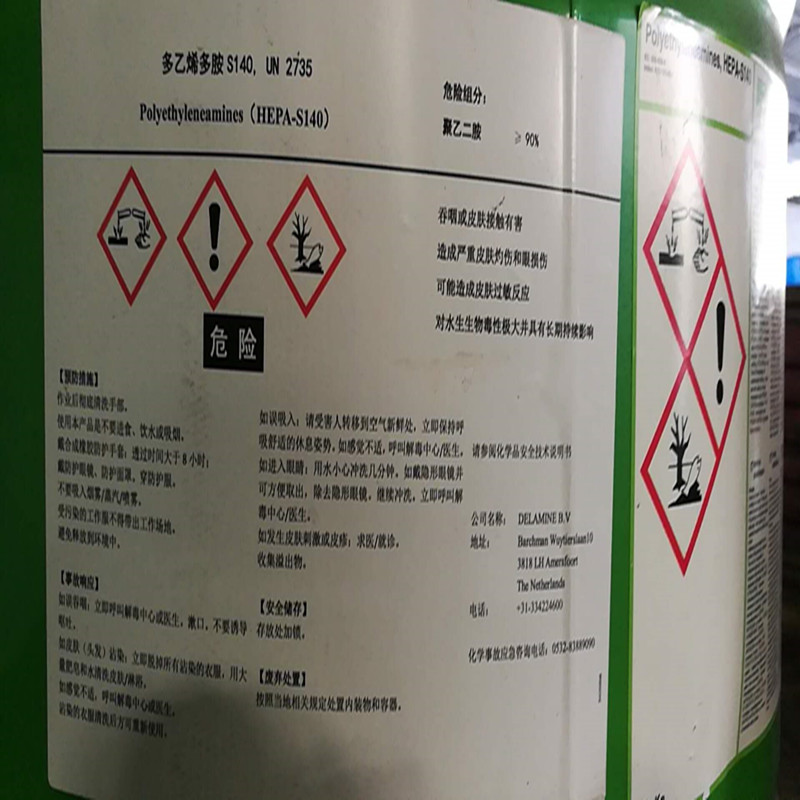 多乙烯多胺 S140, UN 2735
Polyethyleneamines (HEPA-S140)
危险组分:
聚乙二胺 ≥ 90%
危险
吞咽或皮肤接触有害
造成严重皮肤灼伤和眼损伤
可能造成皮肤过敏反应
对水生生物毒性极大并具有长期持续影响
【预防措施】
作业后彻底清洗手部。
使用本产品是不要进食、饮水或吸烟。
戴合成橡胶防护手套: 透过时间大于 8 小时;
戴防护眼镜、防护面罩, 穿防护服。
不要吸入烟雾/蒸汽/喷雾。
受污染的工作服不得带出工作场地。
避免释放到环境中。
【事故响应】
如误吞咽: 立即呼叫解毒中心或医生, 漱口, 不要诱导
呕吐。
如皮肤 (头发) 沾染: 立即脱掉所有沾染的衣服, 用大
量肥皂和水清洗皮肤/淋浴。
如感觉不适, 呼叫解毒中心或医生。
沾染的衣服清洗后方可重新使用。
如误吸入: 请受害人转移到空气新鲜处, 立即保持呼
吸舒适的休息姿势。如感觉不适, 呼叫解毒中心/医生。
如进入眼睛: 用水小心冲洗几分钟。如戴隐形眼镜并
可方便取出, 除去隐形眼镜。继续冲洗。立即呼叫解
毒中心/医生。
如发生皮肤刺激或皮疹: 求医/就诊。
收集溢出物。
【安全储存】
存放处加锁。
【废弃处置】
按照当地相关规定处置内装物和容器。
请参阅化学品安全技术说明书
公司名称: DELAMINE B.V
地址: Barchman Wuytierslaan10
3818 LH Amersfoort
The Netherlands
电话: +31-334224600
化学事故应急咨询电话: 0532-83889090
Polyethyleneamines, HEPA-S140